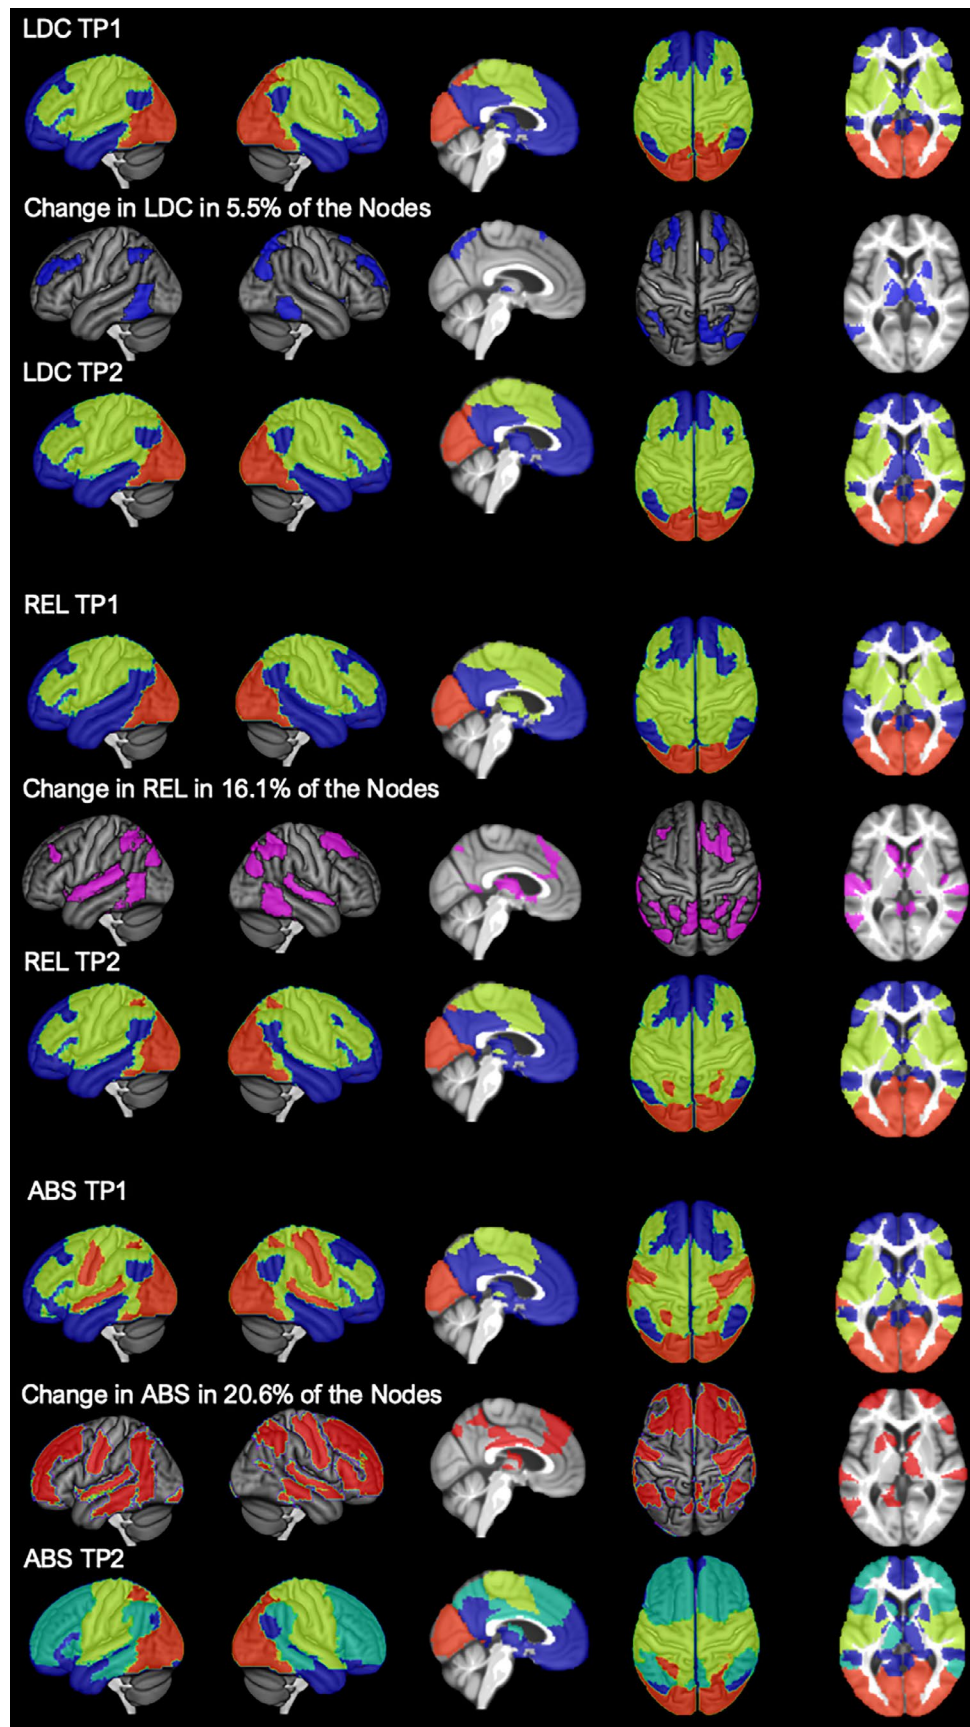 LDC TP1
Change in LDC in 5.5% of the Nodes
LDC TP2
REL TP1
Change in REL in 16.1% of the Nodes
REL TP2
ABS TP1
Change in ABS in 20.6% of the Nodes
ABS TP2